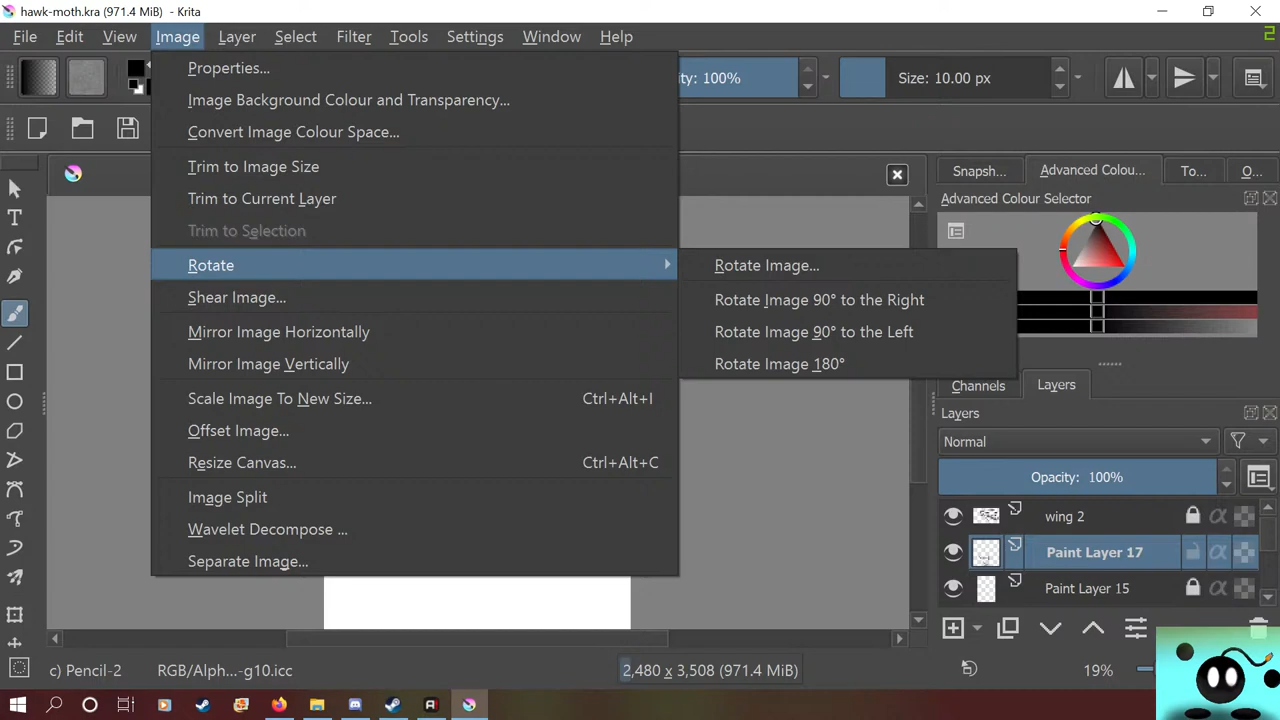 hawk-moth.kra (971.4 MiB) - Krita
File Edit View Image Layer Select Filter Tools Settings Window Help
2
Properties...
Image Background Colour and Transparency...
Convert Image Colour Space...
Trim to Image Size
Trim to Current Layer
Trim to Selection
Rotate
Shear Image...
Mirror Image Horizontally
Mirror Image Vertically
Scale Image To New Size... Ctrl+Alt+I
Offset Image...
Resize Canvas... Ctrl+Alt+C
Image Split
Wavelet Decompose ...
Separate Image...
Rotate Image...
Rotate Image 90° to the Right
Rotate Image 90° to the Left
Rotate Image 180°
ity: 100% Size: 10.00 px
Snapsh... Advanced Colou... To... O...
Advanced Colour Selector
Channels Layers
Layers
Normal
Opacity: 100%
wing 2
Paint Layer 17
Paint Layer 15
c) Pencil-2 RGB/Alph...-g10.icc 2,480 x 3,508 (971.4 MiB) 19%